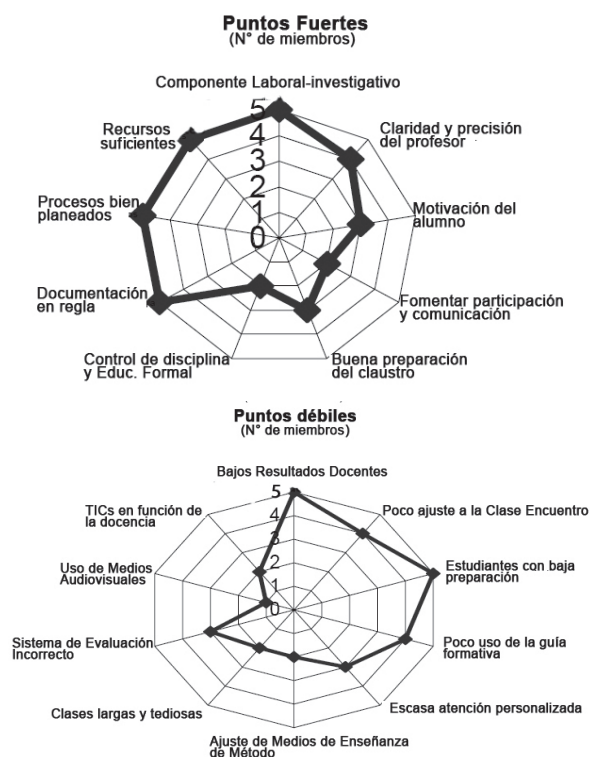 Puntos Fuertes
(N° de miembros)
Componente Laboral-investigativo
Claridad y precisión
del profesor
Motivación del
alumno
Fomentar participación
y comunicación
Buena preparación
del claustro
Control de disciplina
y Educ. Formal
Documentación
en regla
Procesos bien
planeados
Recursos
suficientes
5
4
3
2
1
0
Puntos débiles
(N° de miembros)
Bajos Resultados Docentes
Poco ajuste a la Clase Encuentro
Estudiantes con baja
preparación
Poco uso de la guía
formativa
Escasa atención personalizada
Ajuste de Medios de Enseñanza
de Método
Clases largas y tediosas
Sistema de Evaluación
Incorrecto
Uso de Medios
Audiovisuales
TICs en función de
la docencia
5
4
3
2
1
0